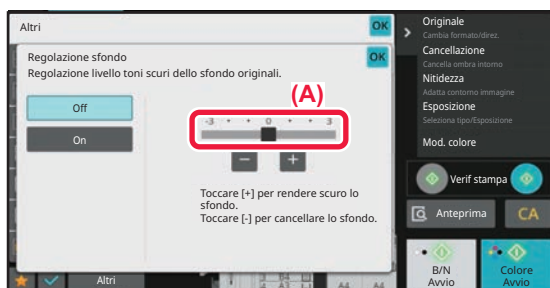 Altri
OK
Regolazione sfondo
OK
Regolazione livello toni scuri dello sfondo originali.
Off
On
(A)
-3 • • 0 • • 3
− +
Toccare [+] per rendere scuro lo
sfondo.
Toccare [-] per cancellare lo sfondo.
Altri
Originale
Cambia formato/direz.
Cancellazione
Cancella ombra intorno
Nitidezza
Adatta contorno immagine
Esposizione
Seleziona tipo/Esposizione
Mod. colore
Verif stampa
Anteprima
CA
B/N
Avvio
Colore
Avvio
A4 A4